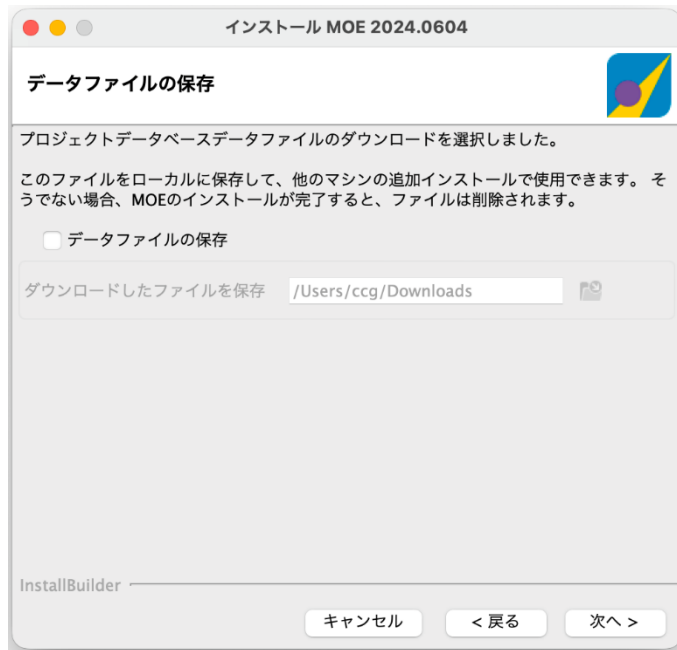 インストール MOE 2024.0604
データファイルの保存
プロジェクトデータベースデータファイルのダウンロードを選択しました。
このファイルをローカルに保存して、他のマシンの追加インストールで使用できます。 そ
うでない場合、MOEのインストールが完了すると、ファイルは削除されます。
データファイルの保存
ダウンロードしたファイルを保存 /Users/ccg/Downloads
InstallBuilder
キャンセル < 戻る 次へ >